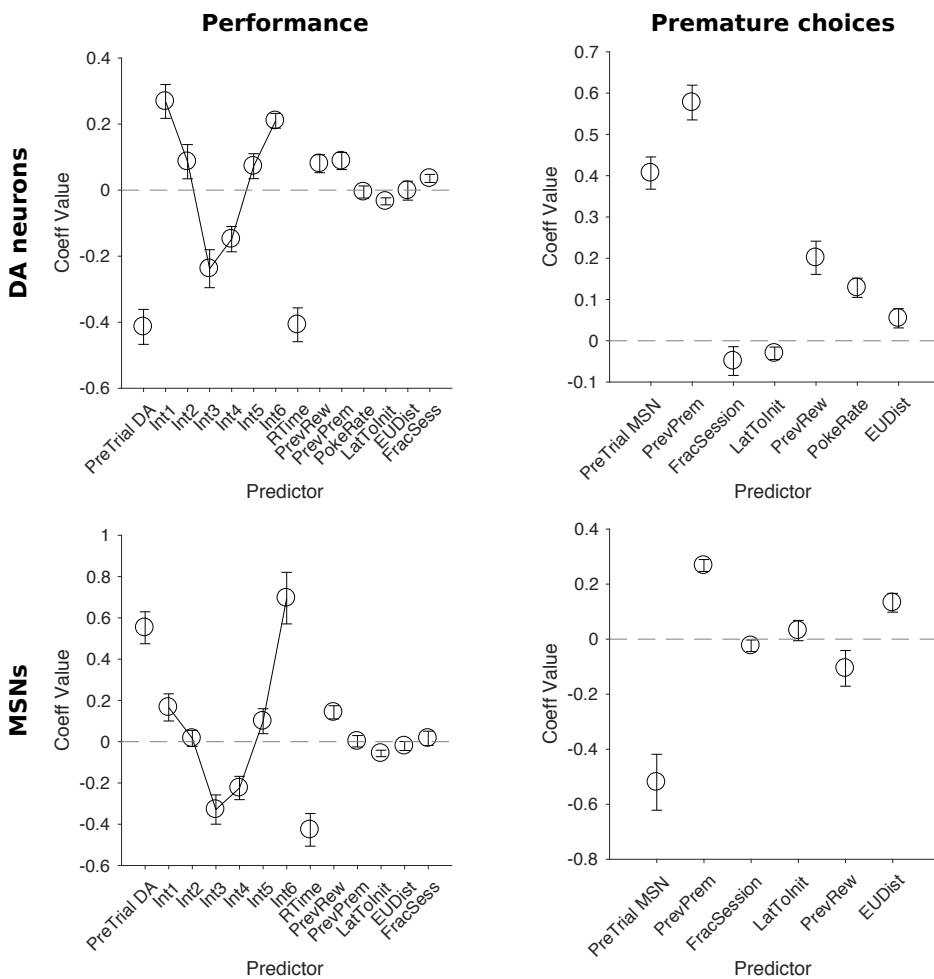 Performance
Premature choices
DA neurons
Coeff Value
0.4
0.2
0
-0.2
-0.4
-0.6
PreTrial DA
Int1
Int2
Int3
Int4
Int5
Int6
RTime
PrevRew
PrevPrem
PokeRate
LatToInit
EUDist
FracSess
Predictor
Coeff Value
0.7
0.6
0.5
0.4
0.3
0.2
0.1
0
-0.1
PreTrial MSN
PrevPrem
FracSession
LatToInit
PrevRew
PokeRate
EUDist
Predictor
MSNs
Coeff Value
1
0.8
0.6
0.4
0.2
0
-0.2
-0.4
-0.6
PreTrial DA
Int1
Int2
Int3
Int4
Int5
Int6
RTime
PrevRew
PrevPrem
LatToInit
EUDist
FracSess
Predictor
Coeff Value
0.4
0.2
0
-0.2
-0.4
-0.6
-0.8
PreTrial MSN
PrevPrem
FracSession
LatToInit
PrevRew
EUDist
Predictor